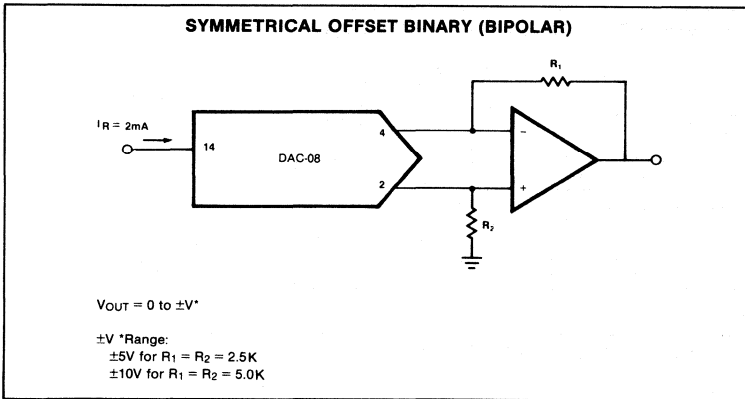 SYMMETRICAL OFFSET BINARY (BIPOLAR)
R1
IR = 2mA
4
14
DAC-08
2
−
+
R2
VOUT = 0 to ±V*
±V *Range:
±5V for R1 = R2 = 2.5K
±10V for R1 = R2 = 5.0K